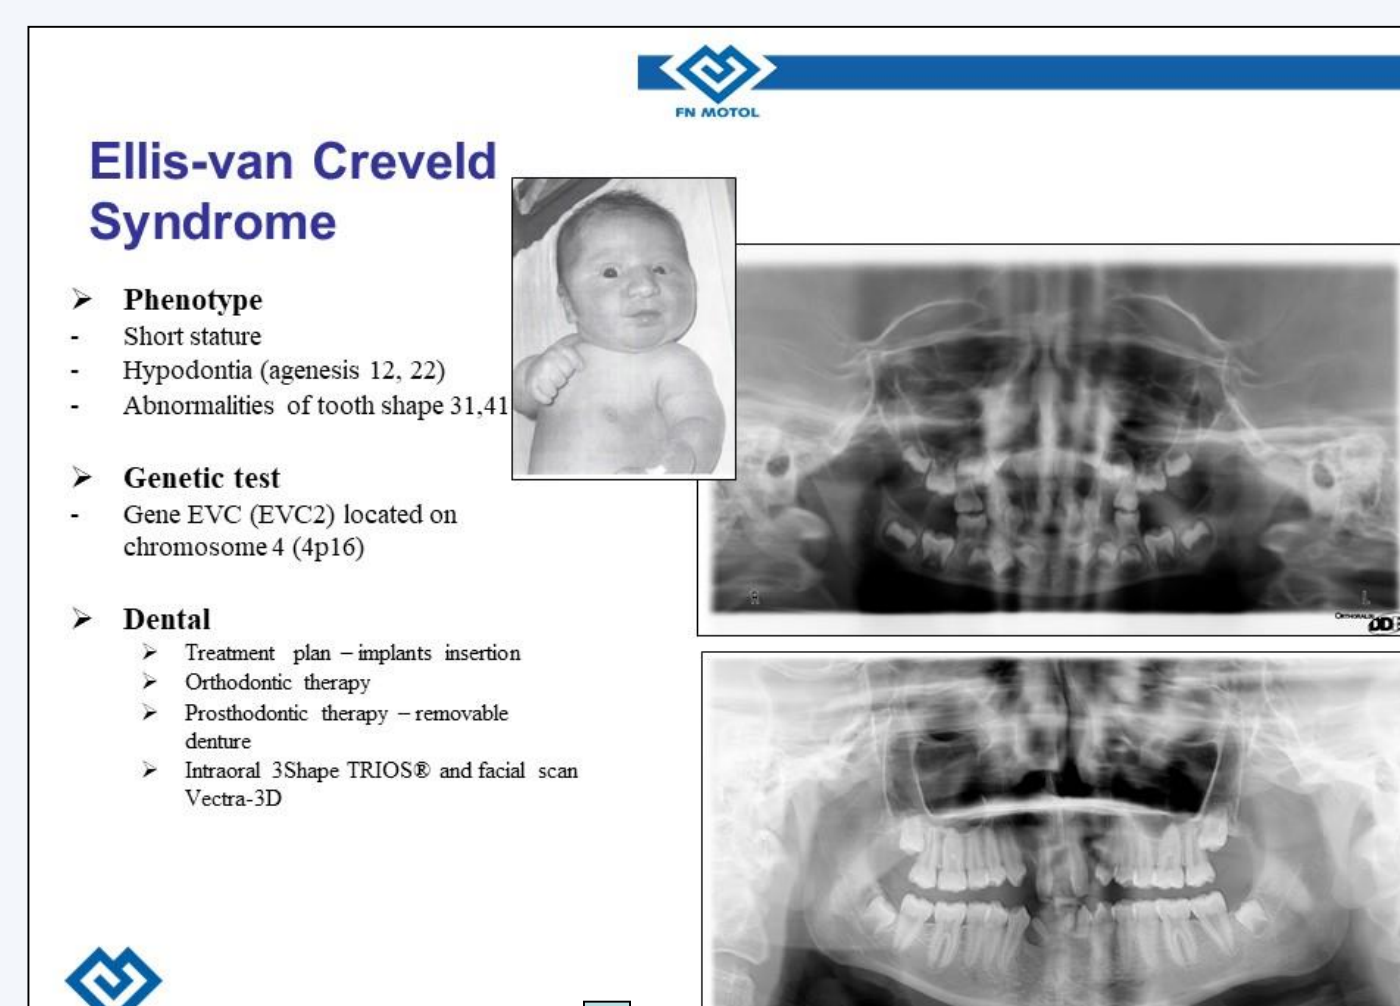 FN MOTOL
Ellis-van Creveld
Syndrome
➢ Phenotype
- Short stature
- Hypodontia (agenesis 12, 22)
- Abnormalities of tooth shape 31,41
➢ Genetic test
- Gene EVC (EVC2) located on
chromosome 4 (4p16)
➢ Dental
➢ Treatment plan – implants insertion
➢ Orthodontic therapy
➢ Prosthodontic therapy – removable
denture
➢ Intraoral 3Shape TRIOS® and facial scan
Vectra-3D
L